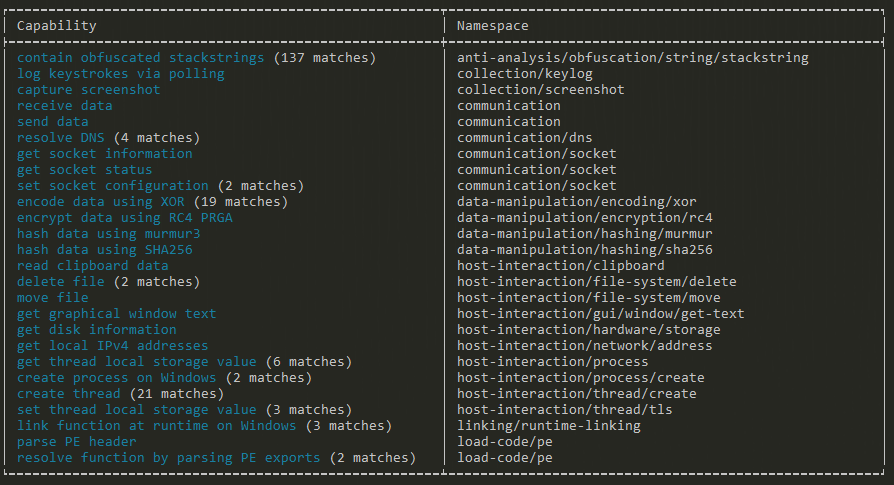 Capability Namespace
contain obfuscated stackstrings (137 matches) anti-analysis/obfuscation/string/stackstring
log keystrokes via polling collection/keylog
capture screenshot collection/screenshot
receive data communication
send data communication
resolve DNS (4 matches) communication/dns
get socket information communication/socket
get socket status communication/socket
set socket configuration (2 matches) communication/socket
encode data using XOR (19 matches) data-manipulation/encoding/xor
encrypt data using RC4 PRGA data-manipulation/encryption/rc4
hash data using murmur3 data-manipulation/hashing/murmur
hash data using SHA256 data-manipulation/hashing/sha256
read clipboard data host-interaction/clipboard
delete file (2 matches) host-interaction/file-system/delete
move file host-interaction/file-system/move
get graphical window text host-interaction/gui/window/get-text
get disk information host-interaction/hardware/storage
get local IPv4 addresses host-interaction/network/address
get thread local storage value (6 matches) host-interaction/process
create process on Windows (2 matches) host-interaction/process/create
create thread (21 matches) host-interaction/thread/create
set thread local storage value (3 matches) host-interaction/thread/tls
link function at runtime on Windows (3 matches) linking/runtime-linking
parse PE header load-code/pe
resolve function by parsing PE exports (2 matches) load-code/pe